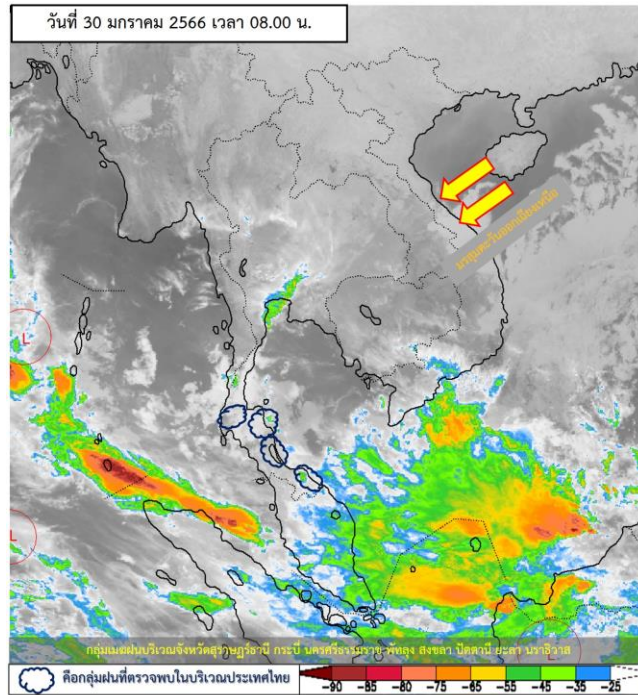 วันที่ 30 มกราคม 2566 เวลา 08.00 น.
มรสุมตะวันออกเฉียงเหนือ
L
L
L
กลุ่มเมฆฝนบริเวณจังหวัดสุราษฎร์ธานี กระบี่ นครศรีธรรมราช พัทลุง สงขลา ปัตตานี ยะลา นราธิวาส
คือกลุ่มฝนที่ตรวจพบในบริเวณประเทศไทย
-90 -85 -80 -75 -65 -55 -45 -35 -25